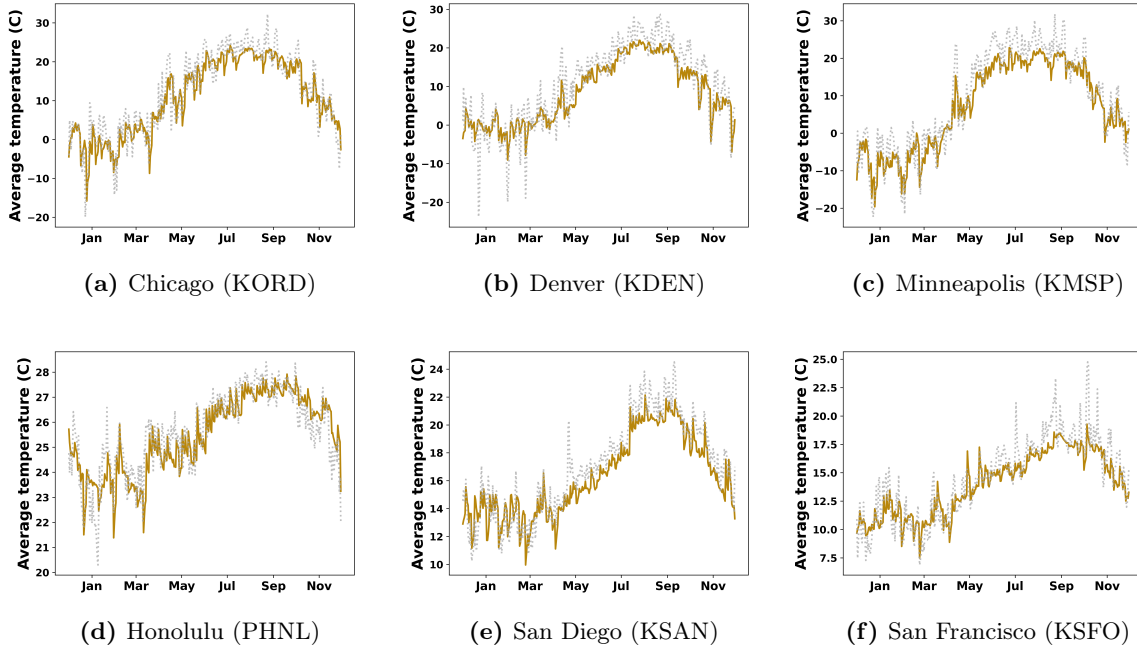 Average temperature (C)
30
20
10
0
−10
−20
Jan Mar May Jul Sep Nov
(a) Chicago (KORD)
Average temperature (C)
30
20
10
0
−10
−20
Jan Mar May Jul Sep Nov
(b) Denver (KDEN)
Average temperature (C)
30
20
10
0
−10
−20
Jan Mar May Jul Sep Nov
(c) Minneapolis (KMSP)
Average temperature (C)
28
27
26
25
24
23
22
21
20
Jan Mar May Jul Sep Nov
(d) Honolulu (PHNL)
Average temperature (C)
24
22
20
18
16
14
12
10
Jan Mar May Jul Sep Nov
(e) San Diego (KSAN)
Average temperature (C)
25.0
22.5
20.0
17.5
15.0
12.5
10.0
7.5
Jan Mar May Jul Sep Nov
(f) San Francisco (KSFO)